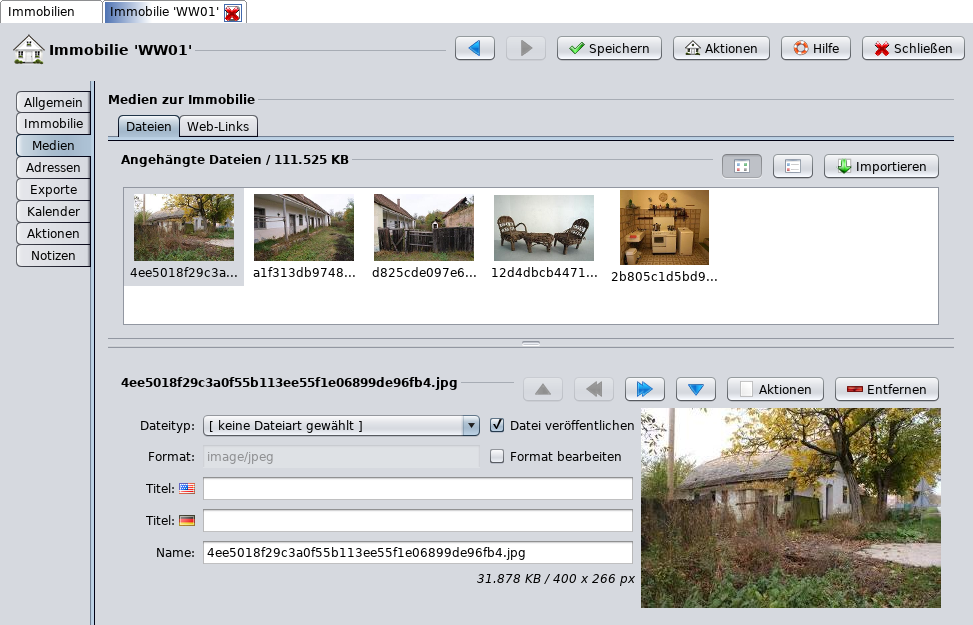 Immobilien Immobilie 'WW01'
Immobilie 'WW01' Speichern Aktionen Hilfe Schließen
Allgemein
Immobilie
Medien
Adressen
Exporte
Kalender
Aktionen
Notizen
Medien zur Immobilie
Dateien Web-Links
Angehängte Dateien / 111.525 KB Importieren
4ee5018f29c3a... a1f313db9748... d825cde097e6... 12d4dbcb4471... 2b805c1d5bd9...
4ee5018f29c3a0f55b113ee55f1e06899de96fb4.jpg Aktionen Entfernen
Dateityp: [ keine Dateiart gewählt ] Datei veröffentlichen
Format: image/jpeg Format bearbeiten
Titel:
Titel:
Name: 4ee5018f29c3a0f55b113ee55f1e06899de96fb4.jpg
31.878 KB / 400 x 266 px